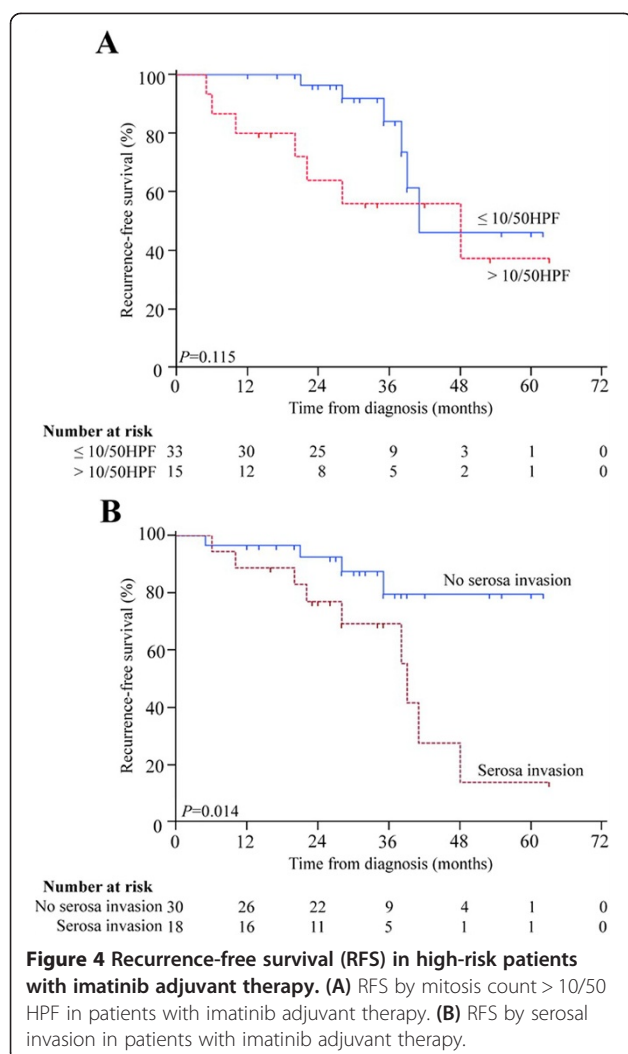 A
100
80
60
40
20
0
Recurrence-free survival (%)
≤ 10/50HPF
> 10/50HPF
P=0.115
0 12 24 36 48 60 72
Time from diagnosis (months)
Number at risk
≤ 10/50HPF 33 30 25 9 3 1 0
> 10/50HPF 15 12 8 5 2 1 0
B
100
80
60
40
20
0
Recurrence-free survival (%)
No serosa invasion
Serosa invasion
P=0.014
0 12 24 36 48 60 72
Time from diagnosis (months)
Number at risk
No serosa invasion 30 26 22 9 4 1 0
Serosa invasion 18 16 11 5 1 1 0
Figure 4 Recurrence-free survival (RFS) in high-risk patients
with imatinib adjuvant therapy. (A) RFS by mitosis count > 10/50
HPF in patients with imatinib adjuvant therapy. (B) RFS by serosal
invasion in patients with imatinib adjuvant therapy.